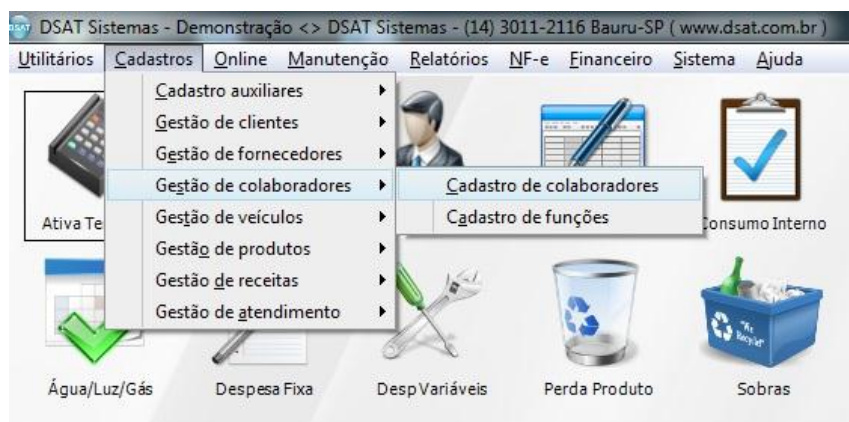 DSAT Sistemas - Demonstração <> DSAT Sistemas - (14) 3011-2116 Bauru-SP ( www.dsat.com.br )
Utilitários Cadastros Online Manutenção Relatórios NF-e Financeiro Sistema Ajuda
Cadastro auxiliares
Gestão de clientes
Gestão de fornecedores
Gestão de colaboradores
Cadastro de colaboradores
Gestão de veículos
Cadastro de funções
Ativa Te
Consumo Interno
Gestão de produtos
Gestão de receitas
Gestão de atendimento
Água/Luz/Gás Despesa Fixa Desp Variáveis Perda Produto Sobras